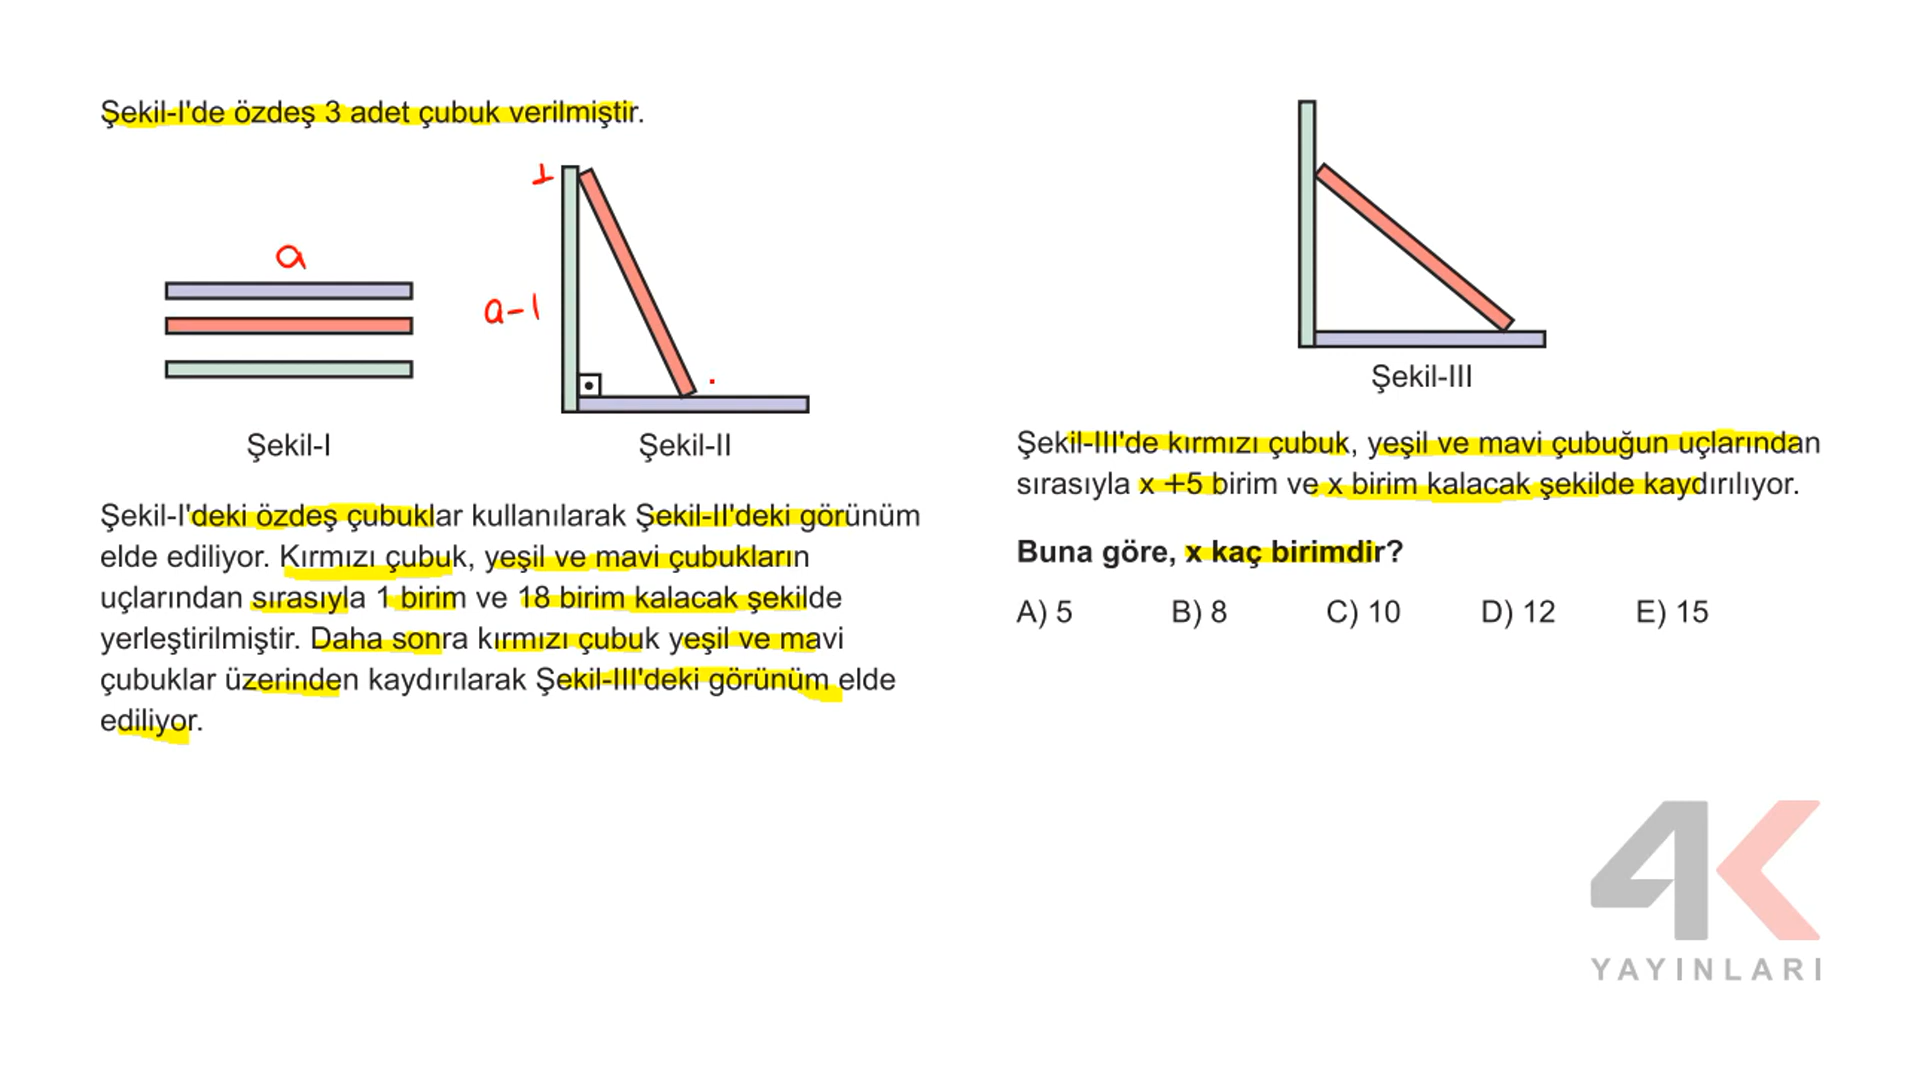 Şekil-I'de özdeş 3 adet çubuk verilmiştir.
a
Şekil-I
1
a-1
Şekil-II
Şekil-I'deki özdeş çubuklar kullanılarak Şekil-II'deki görünüm
elde ediliyor. Kırmızı çubuk, yeşil ve mavi çubukların
uçlarından sırasıyla 1 birim ve 18 birim kalacak şekilde
yerleştirilmiştir. Daha sonra kırmızı çubuk yeşil ve mavi
çubuklar üzerinden kaydırılarak Şekil-III'deki görünüm elde
ediliyor.
Şekil-III
Şekil-III'de kırmızı çubuk, yeşil ve mavi çubuğun uçlarından
sırasıyla x +5 birim ve x birim kalacak şekilde kaydırılıyor.
Buna göre, x kaç birimdir?
A) 5 B) 8 C) 10 D) 12 E) 15
4K
YAYINLARI